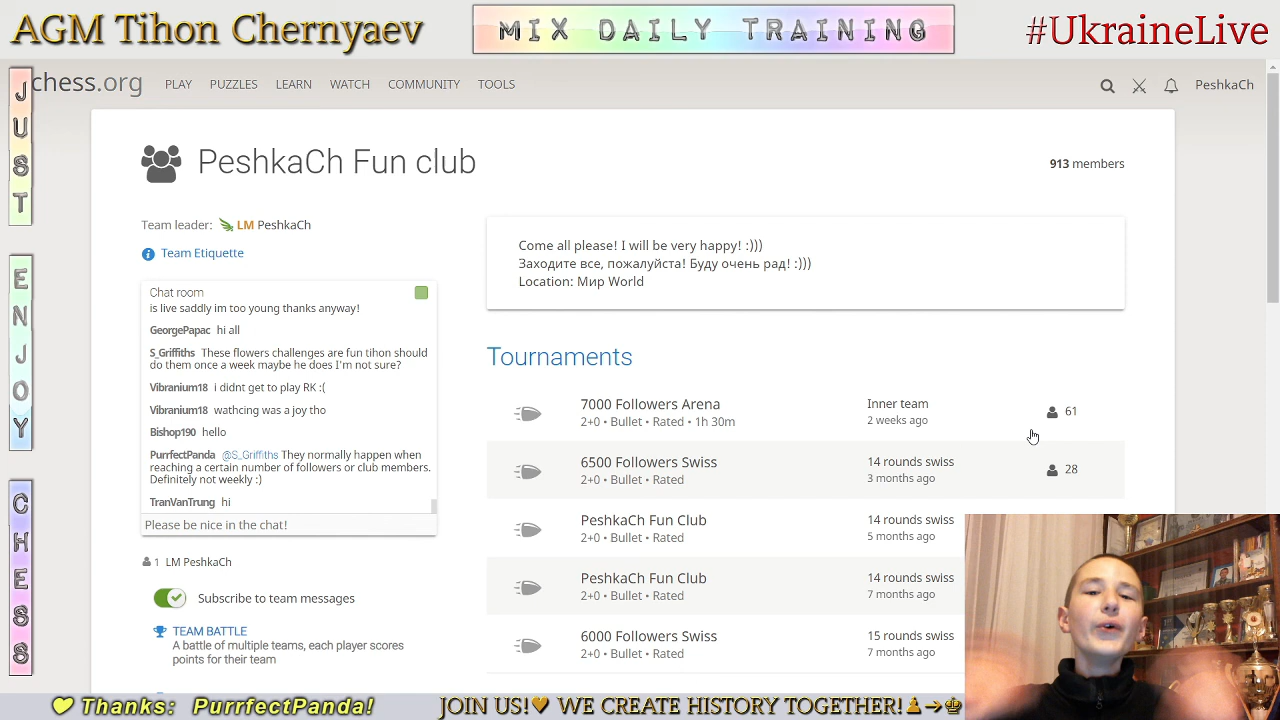 AGM Tihon Chernyaev
MIX DAILY TRAINING
#UkraineLive
JUST
ENJOY
CHESS
chess.org
PLAY PUZZLES LEARN WATCH COMMUNITY TOOLS
PeshkaCh
PeshkaCh Fun club
913 members
Team leader: LM PeshkaCh
Team Etiquette
Chat room
is live saddly im too young thanks anyway!
GeorgePapac hi all
S_Griffiths These flowers challenges are fun tihon should
do them once a week maybe he does I'm not sure?
Vibranium18 i didnt get to play RK :(
Vibranium18 wathcing was a joy tho
Bishop190 hello
PurrfectPanda @S_Griffiths They normally happen when
reaching a certain number of followers or club members.
Definitely not weekly :)
TranVanTrung hi
Please be nice in the chat!
1 LM PeshkaCh
Subscribe to team messages
TEAM BATTLE
A battle of multiple teams, each player scores
points for their team
Come all please! I will be very happy! :)))
Заходите все, пожалуйста! Буду очень рад! :)))
Location: Мир World
Tournaments
7000 Followers Arena Inner team 61
2+0 • Bullet • Rated • 1h 30m 2 weeks ago
6500 Followers Swiss 14 rounds swiss 28
2+0 • Bullet • Rated 3 months ago
PeshkaCh Fun Club 14 rounds swiss
2+0 • Bullet • Rated 5 months ago
PeshkaCh Fun Club 14 rounds swiss
2+0 • Bullet • Rated 7 months ago
6000 Followers Swiss 15 rounds swiss
2+0 • Bullet • Rated 7 months ago
Thanks: PurrfectPanda!
JOIN US! WE CREATE HISTORY TOGETHER!